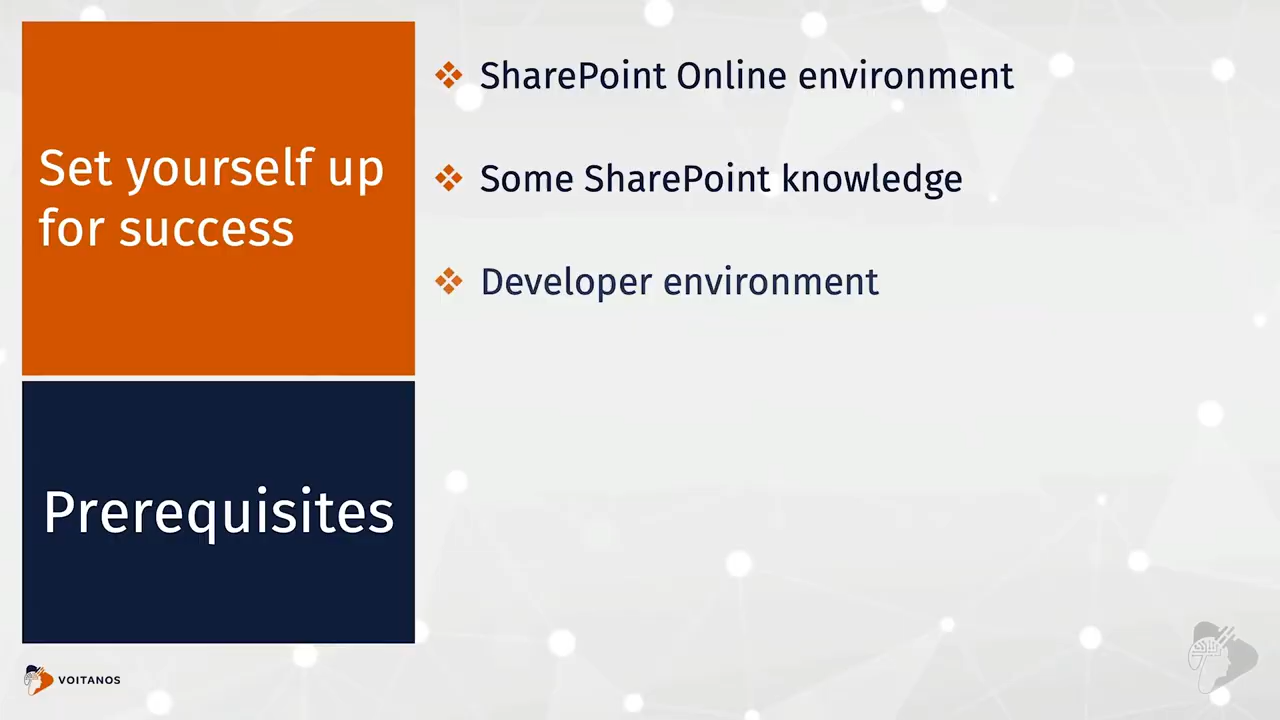 Set yourself up
for success
Prerequisites
SharePoint Online environment
Some SharePoint knowledge
Developer environment
VOITANOS